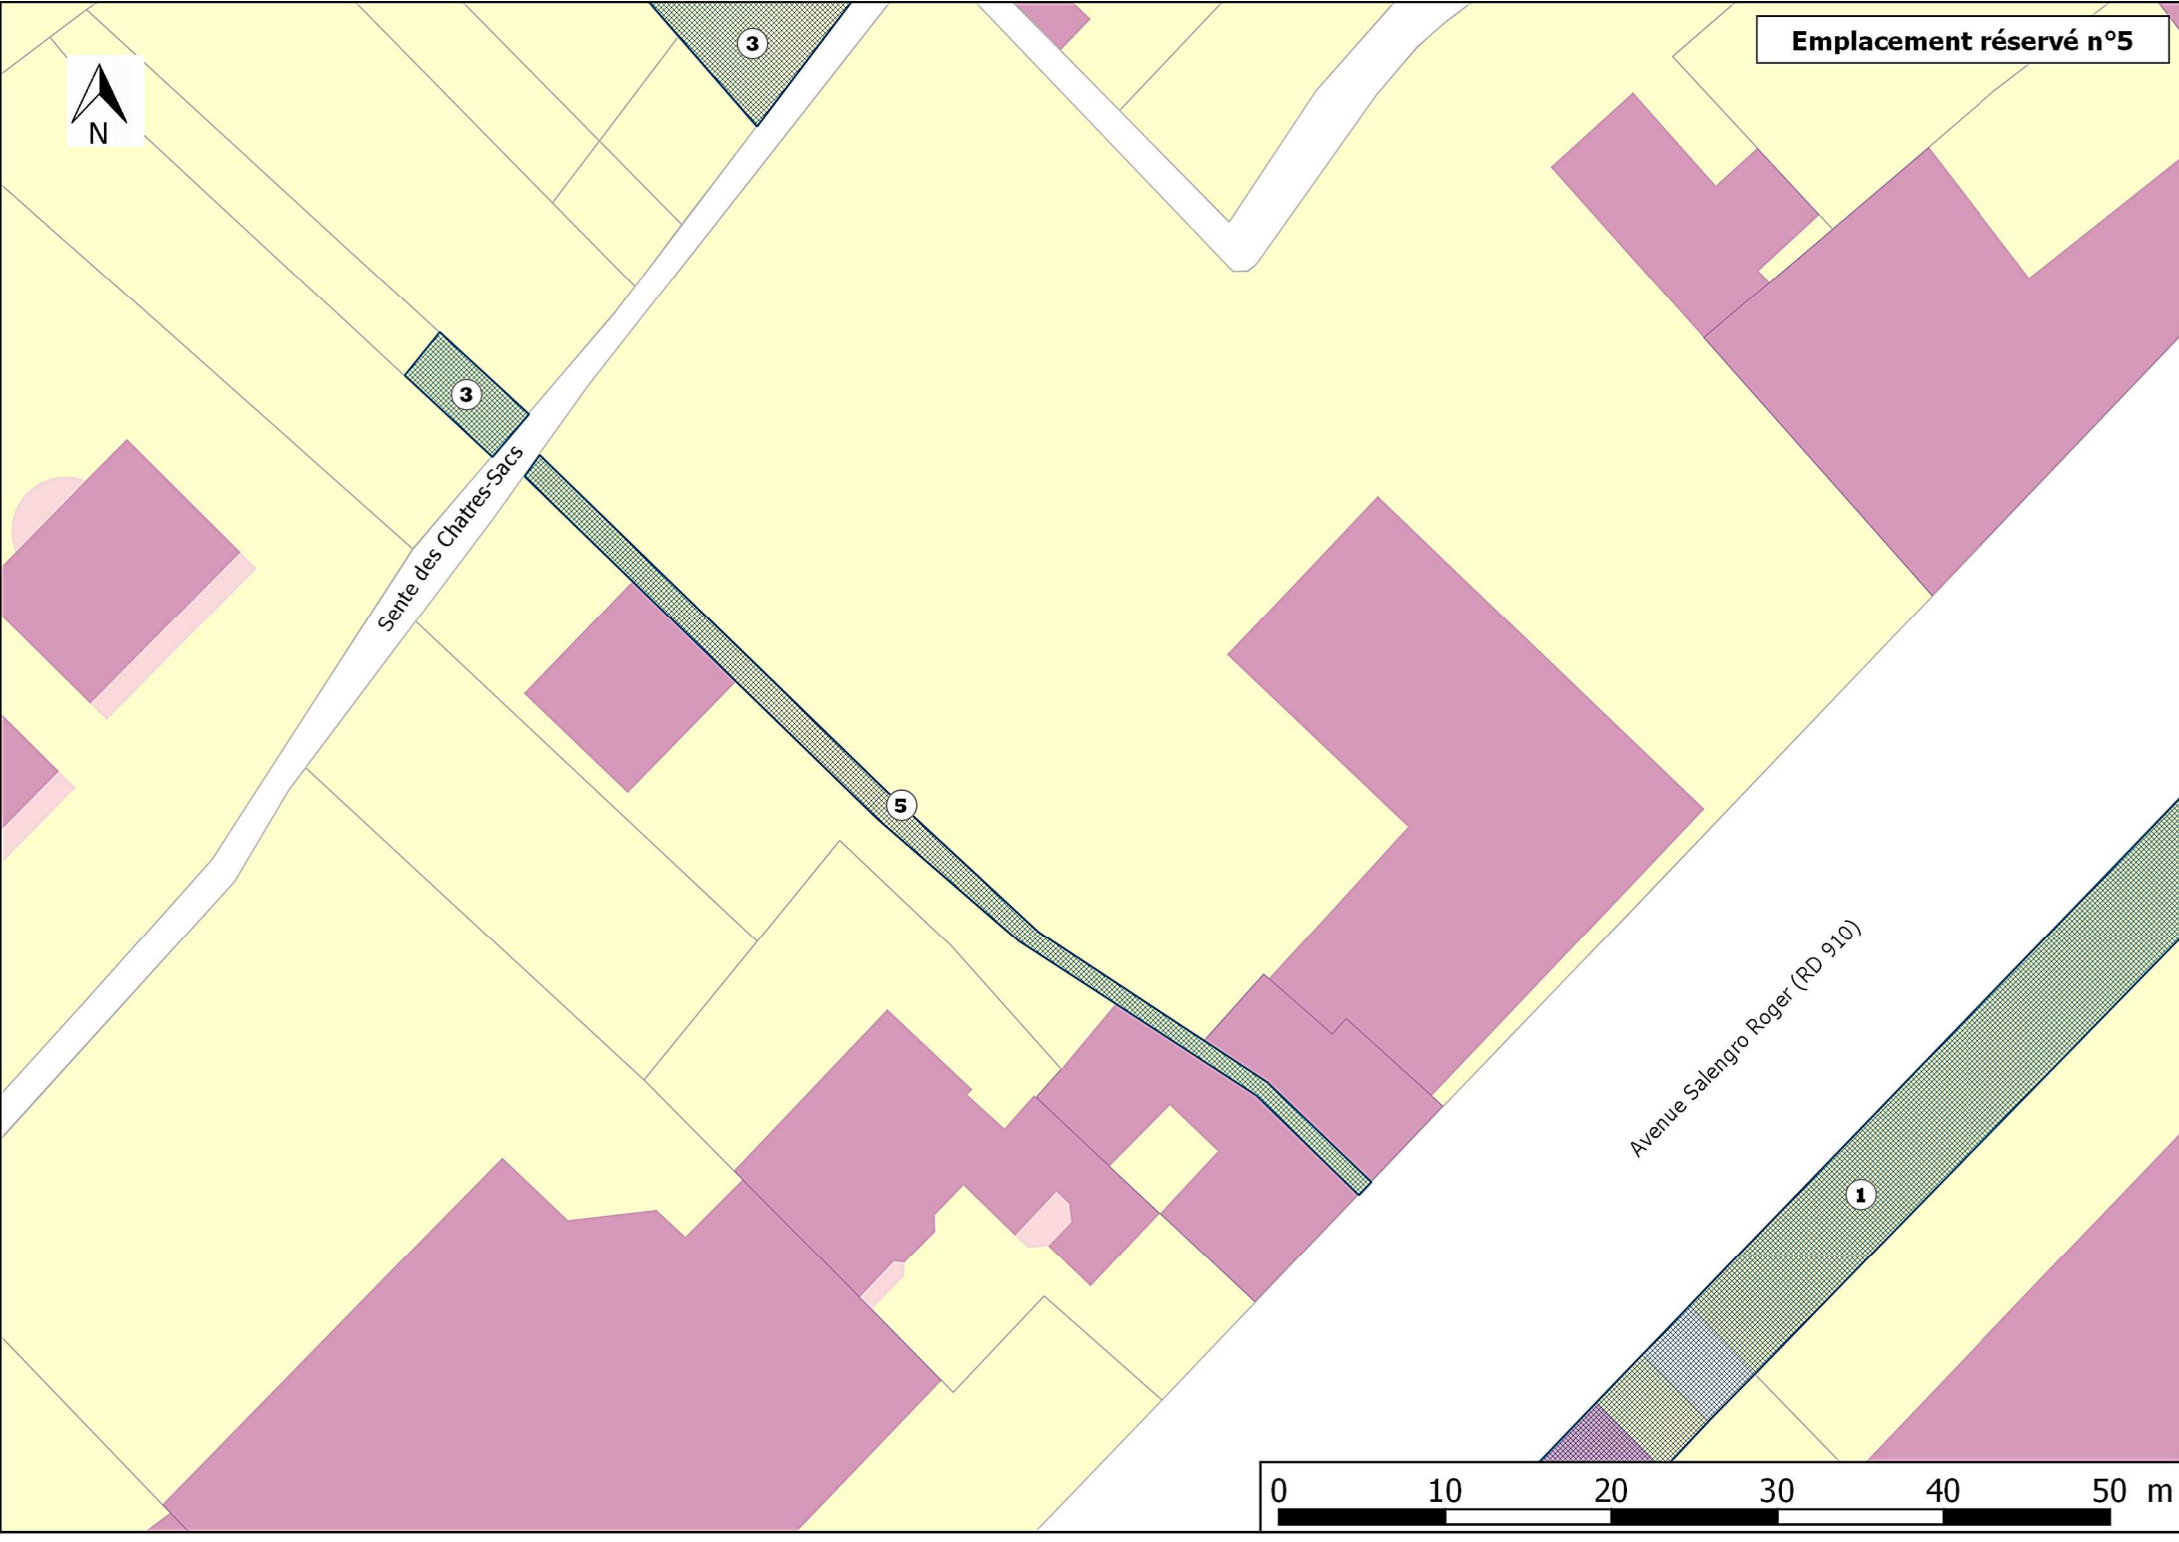 Emplacement réservé n°5
3
N
3
Sente des Chatres-Sacs
5
Avenue Salengro Roger (RD 910)
1
0 10 20 30 40 50 m